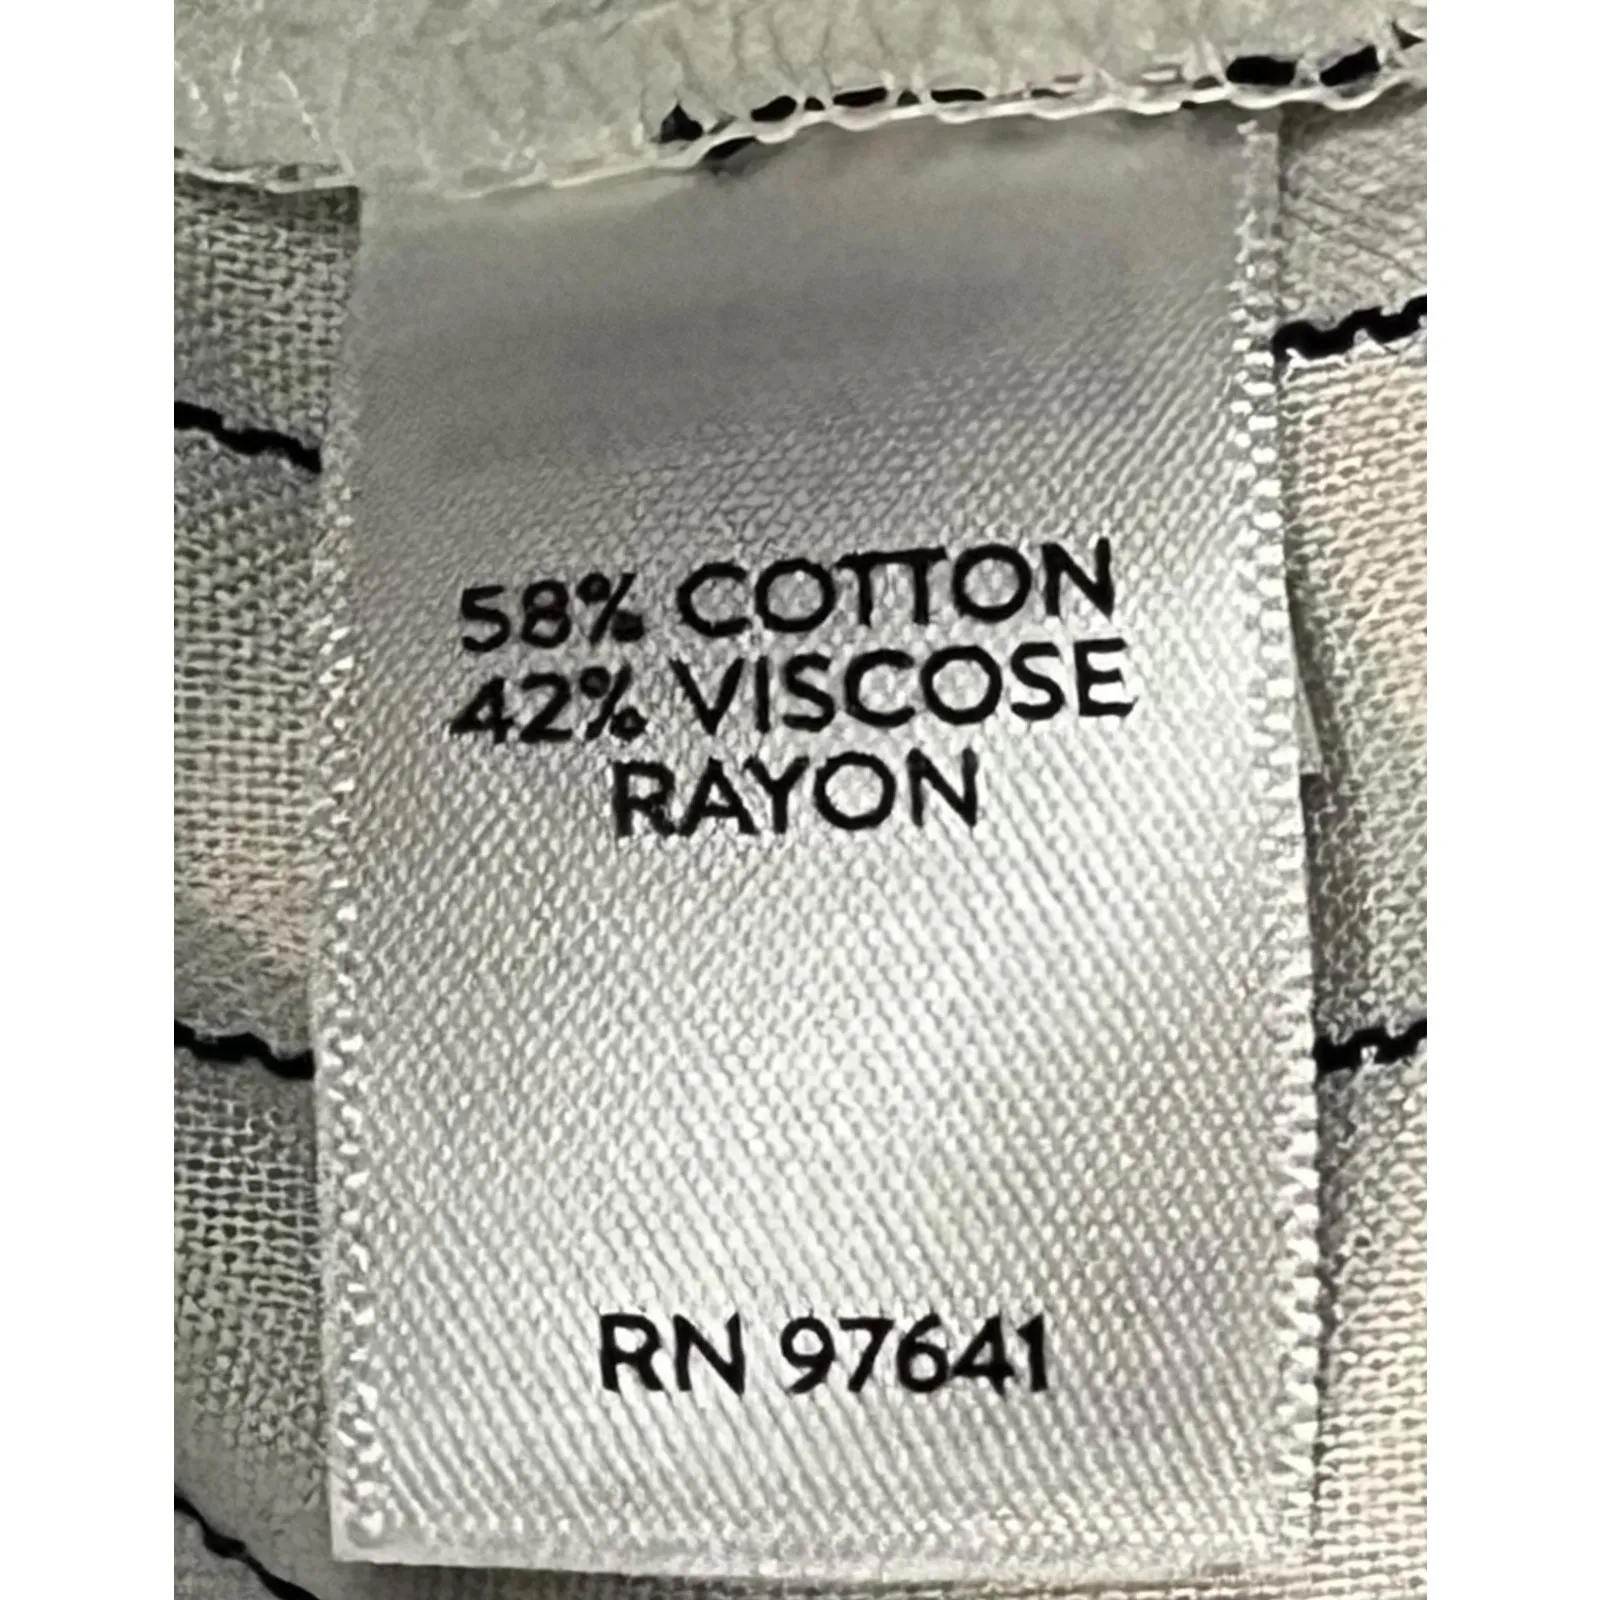 58% COTTON
42% VISCOSE
RAYON
RN 97641